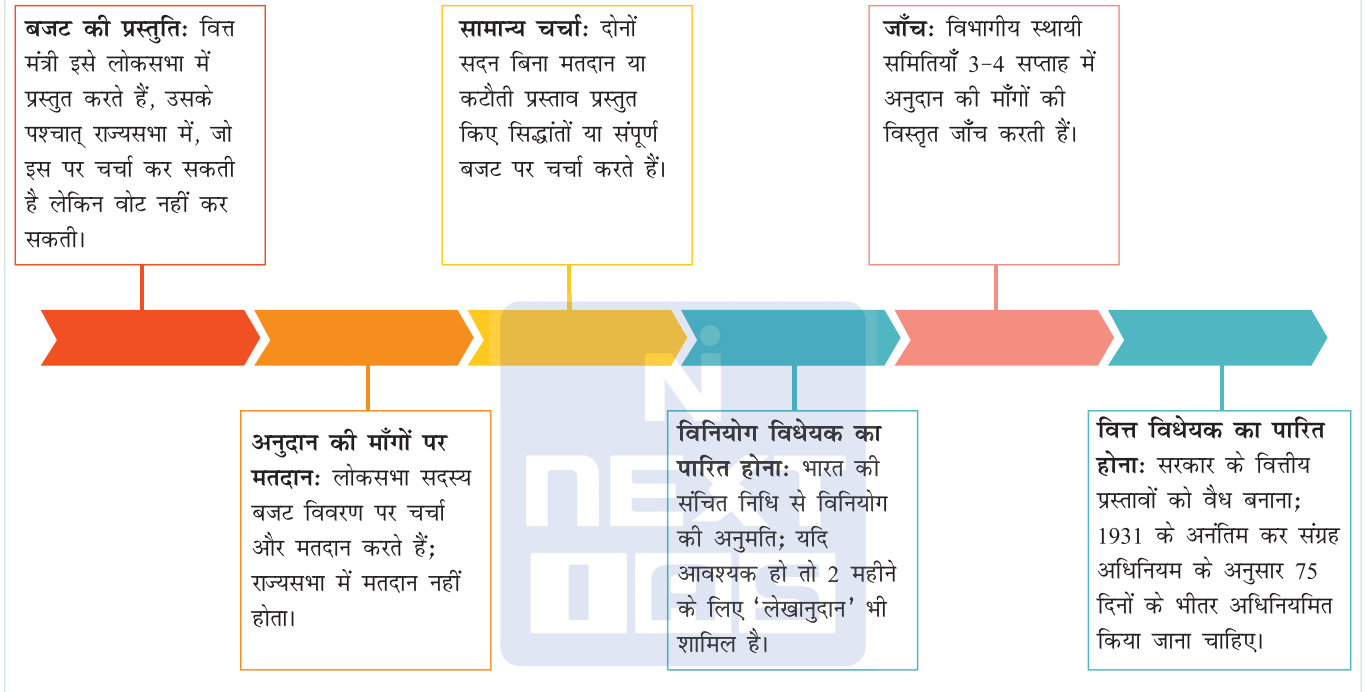 बजट की प्रस्तुति: वित्त
मंत्री इसे लोकसभा में
प्रस्तुत करते हैं, उसके
पश्चात् राज्यसभा में, जो
इस पर चर्चा कर सकती
है लेकिन वोट नहीं कर
सकती।
सामान्य चर्चा: दोनों
सदन बिना मतदान या
कटौती प्रस्ताव प्रस्तुत
किए सिद्धांतों या संपूर्ण
बजट पर चर्चा करते हैं।
जाँच: विभागीय स्थायी
समितियाँ 3-4 सप्ताह में
अनुदान की माँगों की
विस्तृत जाँच करती हैं।
अनुदान की माँगों पर
मतदान: लोकसभा सदस्य
बजट विवरण पर चर्चा
और मतदान करते हैं;
राज्यसभा में मतदान नहीं
होता।
विनियोग विधेयक का
पारित होना: भारत की
संचित निधि से विनियोग
की अनुमति; यदि
आवश्यक हो तो 2 महीने
के लिए ‘लेखानुदान’ भी
शामिल है।
वित्त विधेयक का पारित
होना: सरकार के वित्तीय
प्रस्तावों को वैध बनाना;
1931 के अनंतिम कर संग्रह
अधिनियम के अनुसार 75
दिनों के भीतर अधिनियमित
किया जाना चाहिए।
Ni
NEXT
IAS